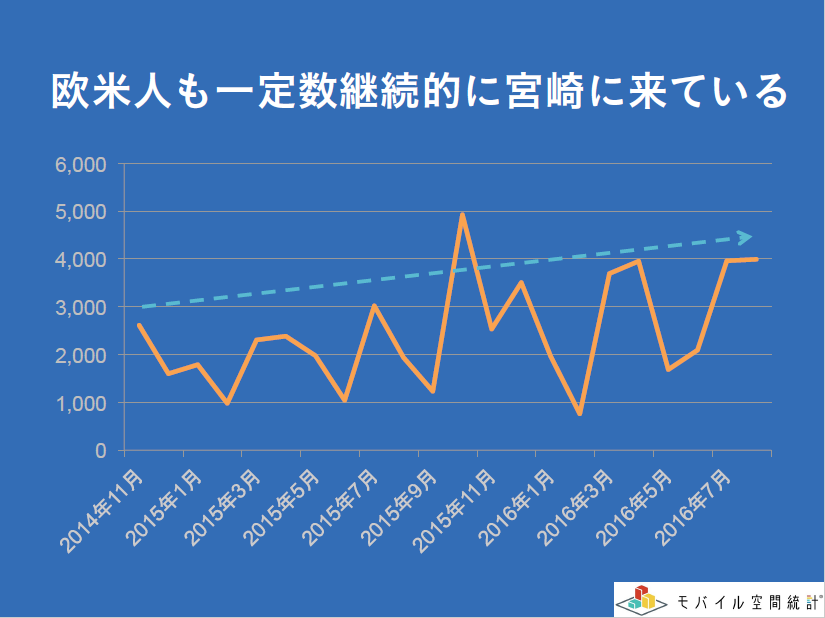 欧米人も一定数継続的に宮崎に来ている
6,000
5,000
4,000
3,000
2,000
1,000
0
2014年11月
2015年1月
2015年3月
2015年5月
2015年7月
2015年9月
2015年11月
2016年1月
2016年3月
2016年5月
2016年7月
モバイル空間統計®